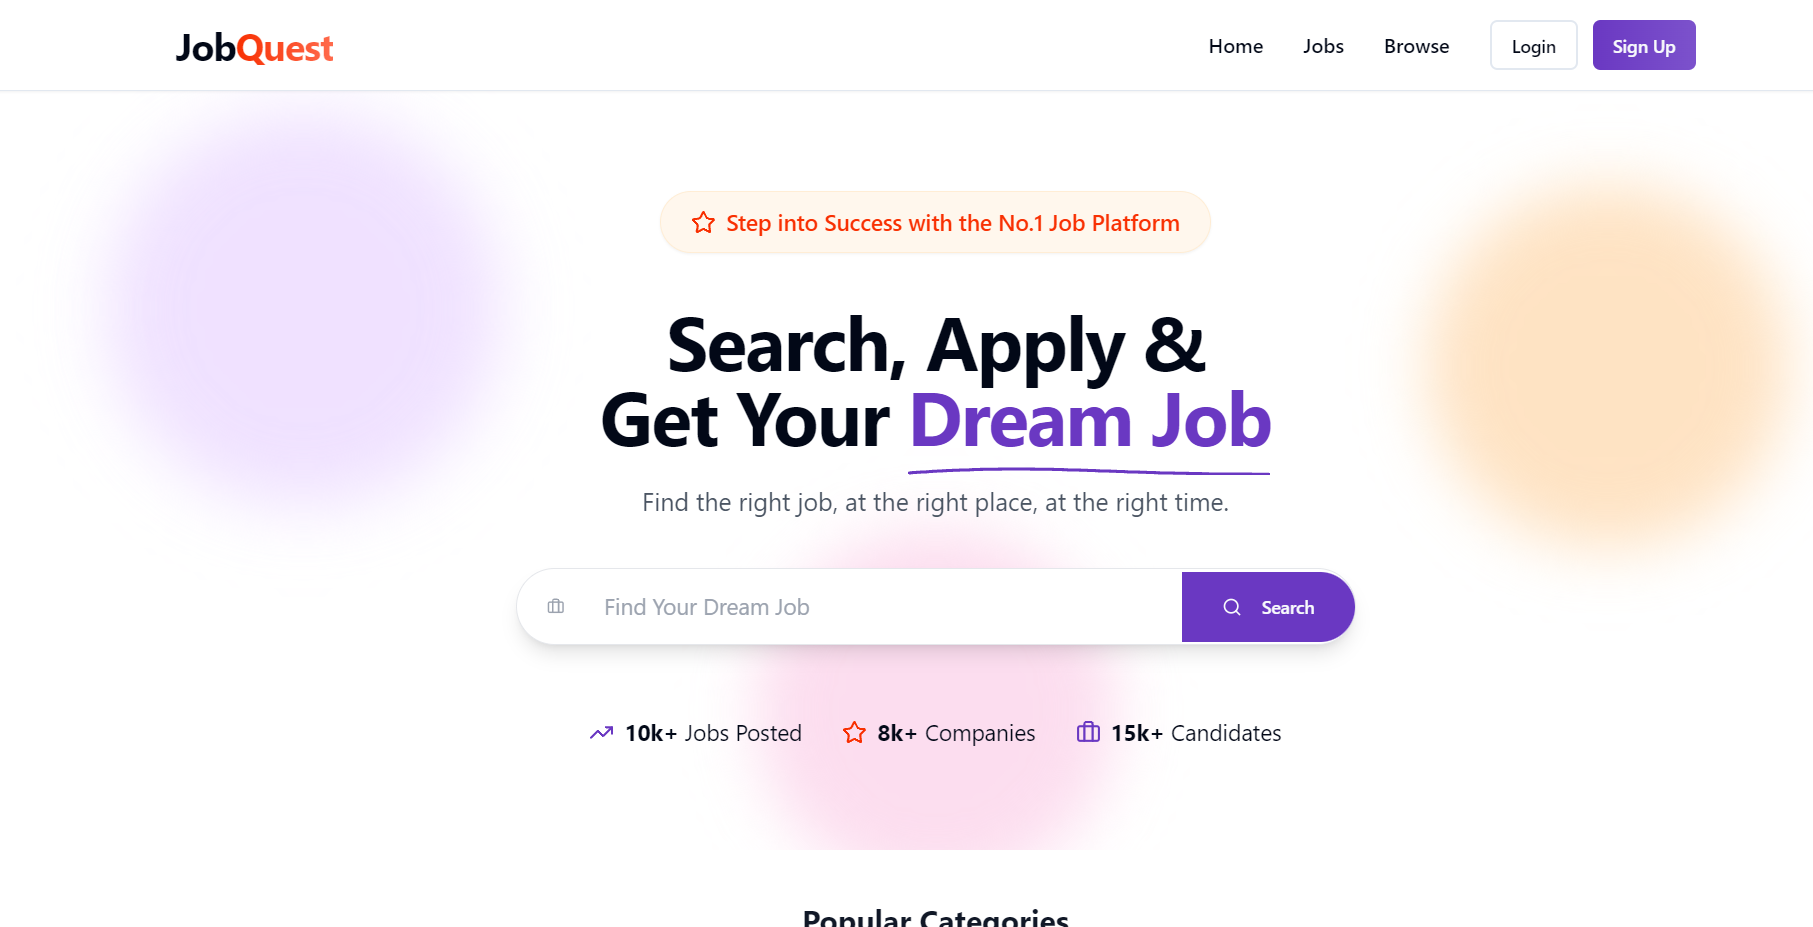 JobQuest
Home
Jobs
Browse
Login
Sign Up
Step into Success with the No.1 Job Platform
Search, Apply &
Get Your Dream Job
Find the right job, at the right place, at the right time.
Find Your Dream Job
Search
10k+ Jobs Posted
8k+ Companies
15k+ Candidates
Popular Categories